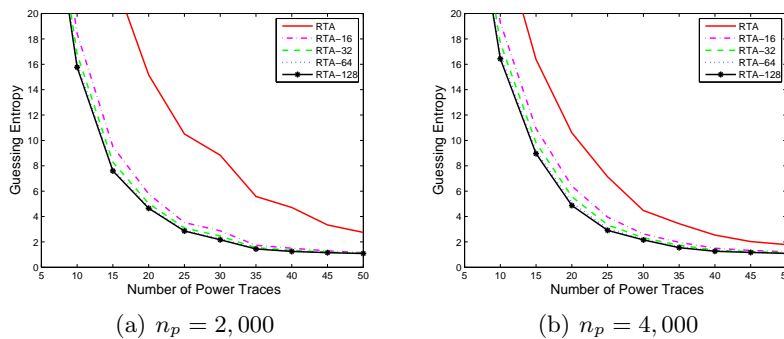 20
18
16
14
12
10
8
6
4
2
0
5 10 15 20 25 30 35 40 45 50
Guessing Entropy
Number of Power Traces
RTA
RTA-16
RTA-32
RTA-64
RTA-128
(a) n_p = 2,000
20
18
16
14
12
10
8
6
4
2
0
5 10 15 20 25 30 35 40 45 50
Guessing Entropy
Number of Power Traces
RTA
RTA-16
RTA-32
RTA-64
RTA-128
(b) n_p = 4,000